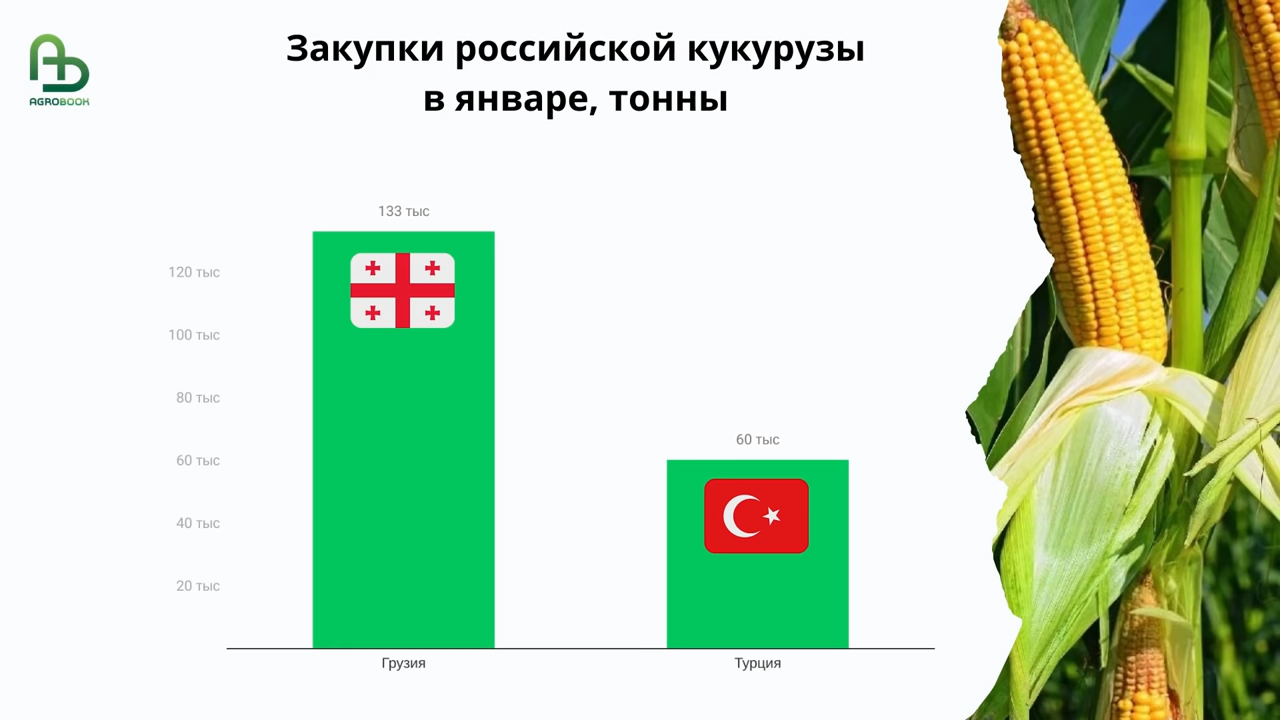 AGROBOOK
Закупки российской кукурузы
в январе, тонны
133 тыс
120 тыс
100 тыс
80 тыс
60 тыс
60 тыс
40 тыс
20 тыс
Грузия
Турция